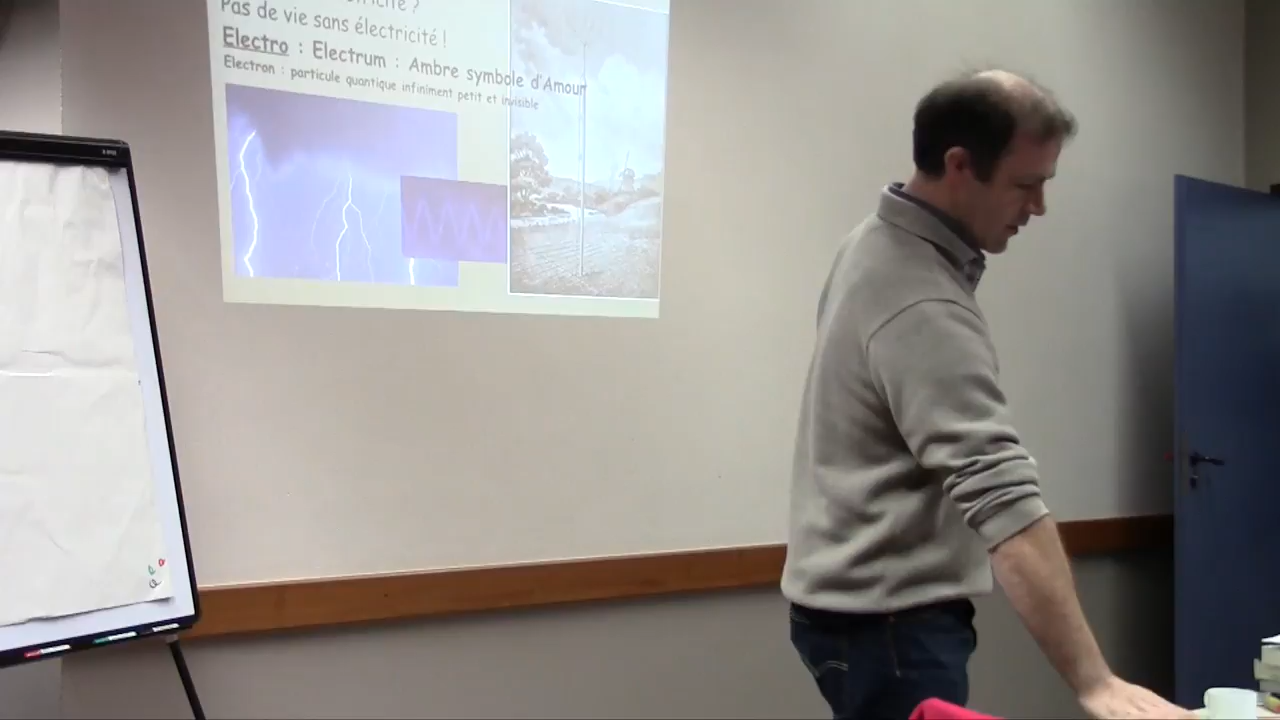 ?
Pas de vie sans électricité !
Electro : Electrum : Ambre symbole d'Amour
Electron : particule quantique infiniment petit et invisible